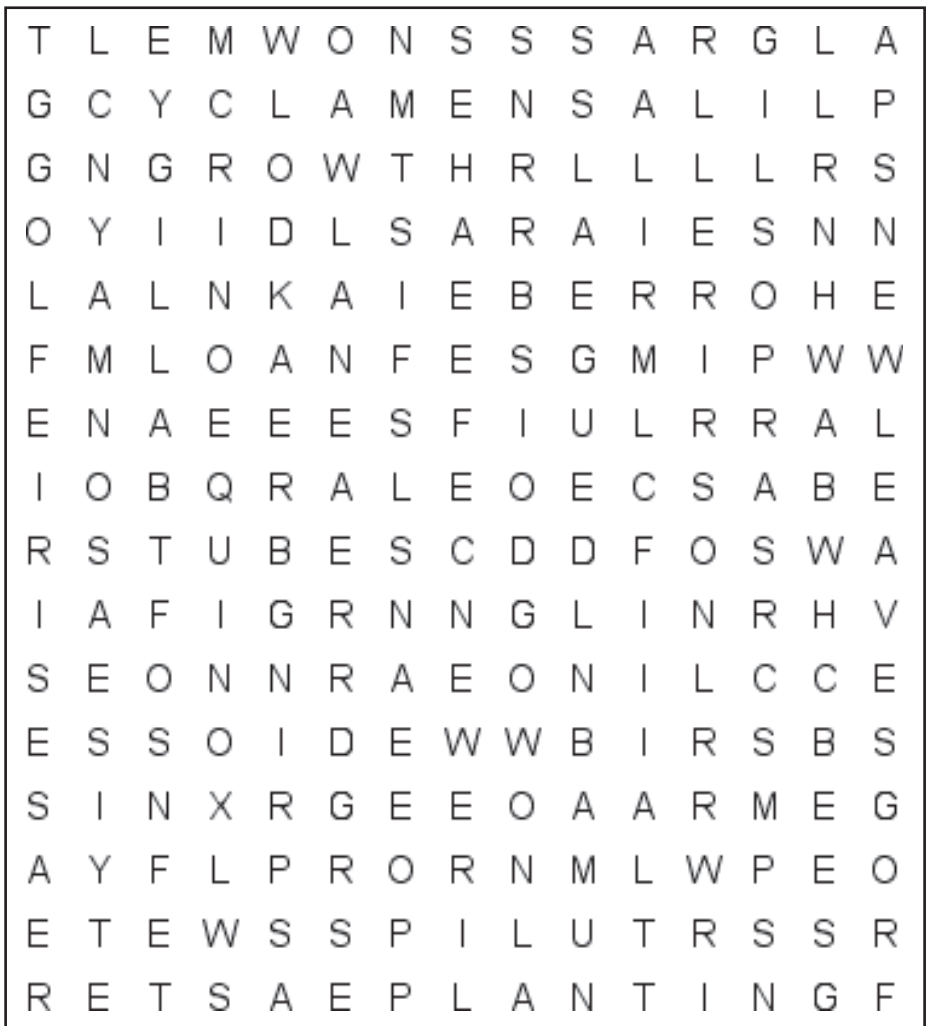 T L E M W O N S S S A R G L A
G C Y C L A M E N S A L I L P
G N G R O W T H R L L L L R S
O Y I I D L S A R A I E S N N
L A L N K A I E B E R R O H E
F M L O A N F E S G M I P W W
E N A E E E S F I U L R R A L
I O B Q R A L E O E C S A B E
R S T U B E S C D D F O S W A
I A F I G R N N G L I N R H V
S E O N N R A E O N I L C C E
E S S O I D E W W B I R S B S
S I N X R G E E O A A R M E G
A Y F L P R O R N M L W P E O
E T E W S S P I L U T R S S R
R E T S A E P L A N T I N G F